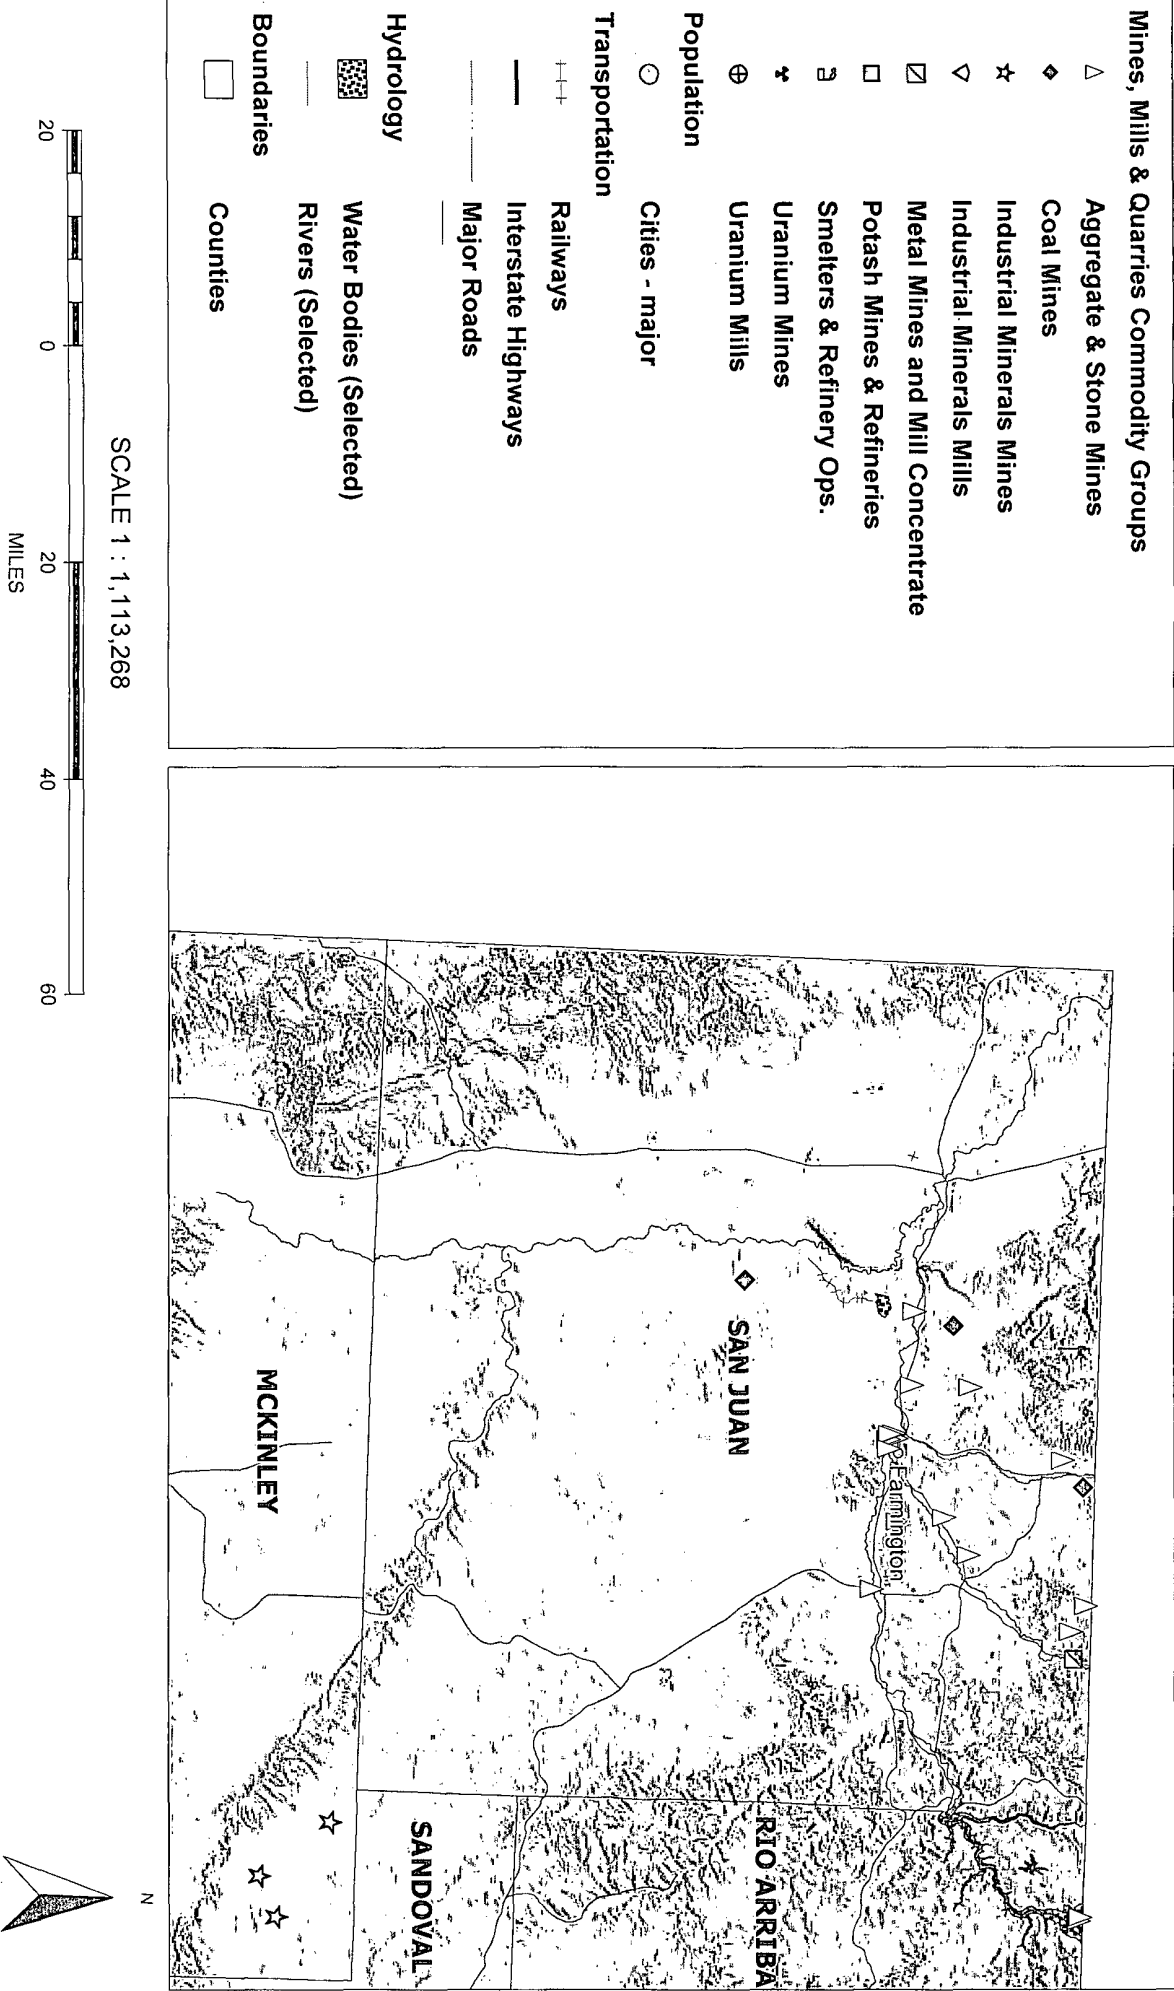 Mines, Mills & Quarries Commodity Groups
Aggregate & Stone Mines
Coal Mines
Industrial Minerals Mines
Industrial Minerals Mills
Metal Mines and Mill Concentrate
Potash Mines & Refineries
Smelters & Refinery Ops.
Uranium Mines
Uranium Mills
Population
Cities - major
Transportation
Railways
Interstate Highways
Major Roads
Hydrology
Water Bodies (Selected)
Rivers (Selected)
Boundaries
Counties
SCALE 1 : 1,113,268
20 0 20 40 60
MILES
Farmington
RIO ARRIBA
SAN JUAN
SANDOVAL
MCKINLEY
N